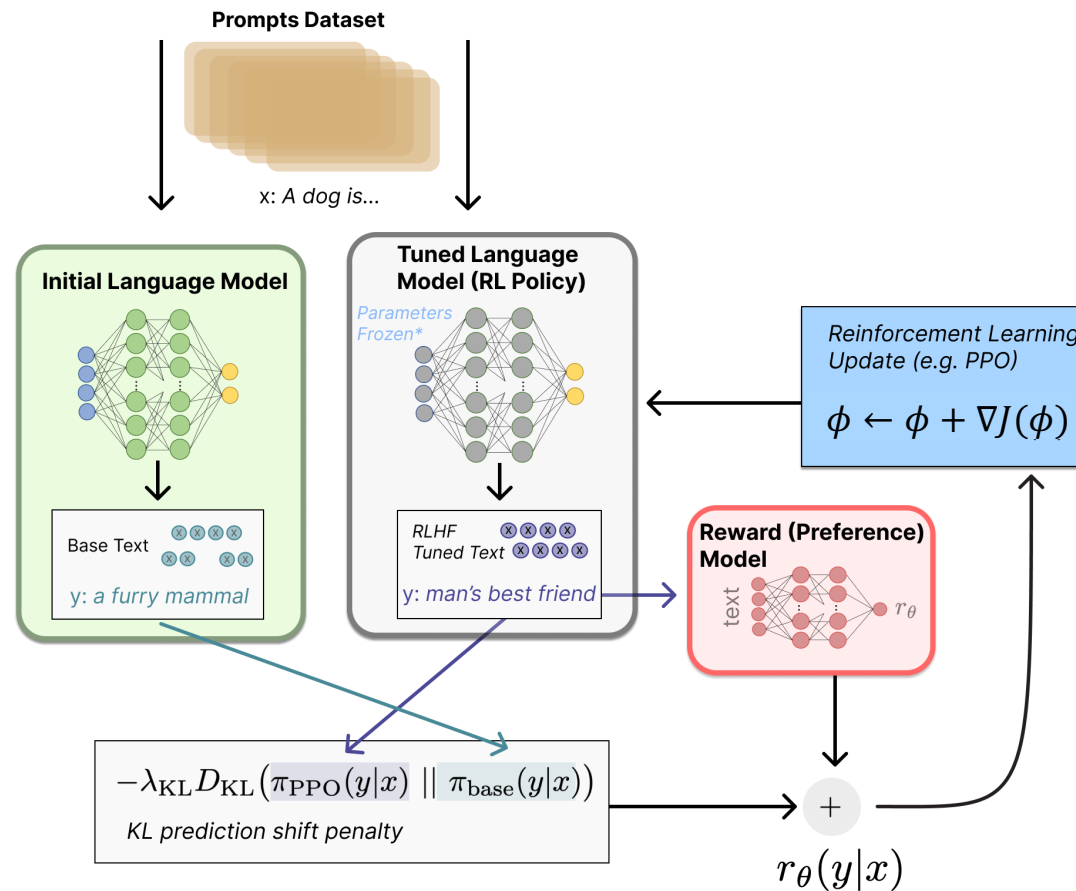 Prompts Dataset
x: A dog is...
Initial Language Model
Tuned Language
Model (RL Policy)
Parameters
Frozen*
Reinforcement Learning
Update (e.g. PPO)
ϕ ← ϕ + ∇J(ϕ)
Base Text
x x x x
x x x x
y: a furry mammal
RLHF
Tuned Text
x x x x
x x x x
y: man's best friend
Reward (Preference)
Model
text
rθ
−λKL DKL(πPPO(y|x) || πbase(y|x))
KL prediction shift penalty
+
rθ(y|x)